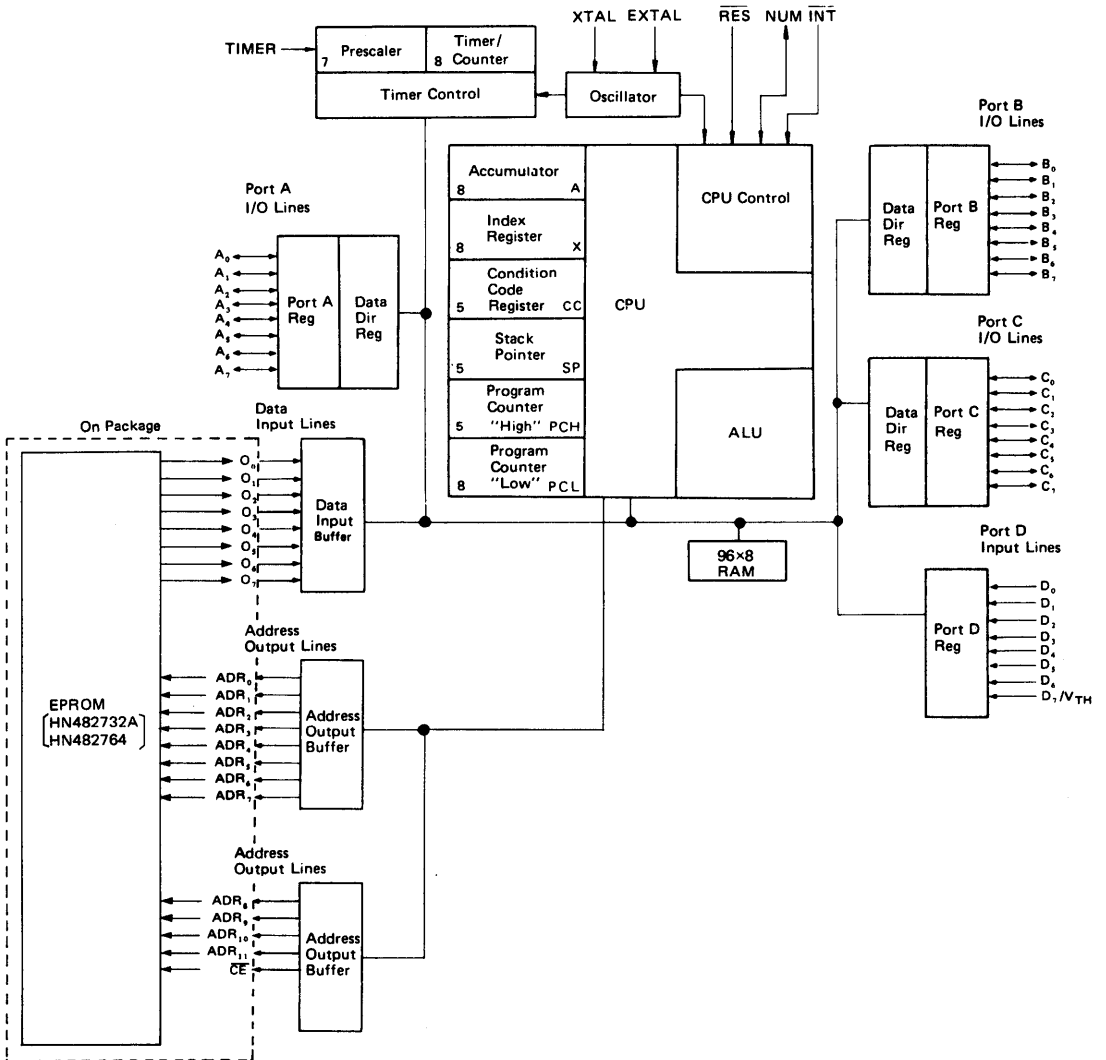 XTAL EXTAL R̅E̅S̅ NUM I̅N̅T̅
TIMER
7 Prescaler
8 Timer/
Counter
Timer Control
Oscillator
Port A
I/O Lines
A₀
A₁
A₂
A₃
A₄
A₅
A₆
A₇
Port A
Reg
Data
Dir
Reg
Accumulator
8 A
Index
Register
8 X
Condition
Code
Register
5 CC
Stack
Pointer
5 SP
Program
Counter
5 "High" PCH
Program
Counter
8 "Low" PCL
CPU
CPU Control
ALU
Port B
I/O Lines
Data
Dir
Reg
Port B
Reg
B₀
B₁
B₂
B₃
B₄
B₅
B₆
B₇
Port C
I/O Lines
Data
Dir
Reg
Port C
Reg
C₀
C₁
C₂
C₃
C₄
C₅
C₆
C₇
Port D
Input Lines
Port D
Reg
D₀
D₁
D₂
D₃
D₄
D₅
D₆
D₇/VTH
96×8
RAM
On Package
Data
Input Lines
O₀
O₁
O₂
O₃
O₄
O₅
O₆
O₇
Data
Input
Buffer
EPROM
HN482732A
HN482764
Address
Output Lines
ADR₀
ADR₁
ADR₂
ADR₃
ADR₄
ADR₅
ADR₆
ADR₇
Address
Output
Buffer
Address
Output Lines
ADR₈
ADR₉
ADR₁₀
ADR₁₁
C̅E̅
Address
Output
Buffer